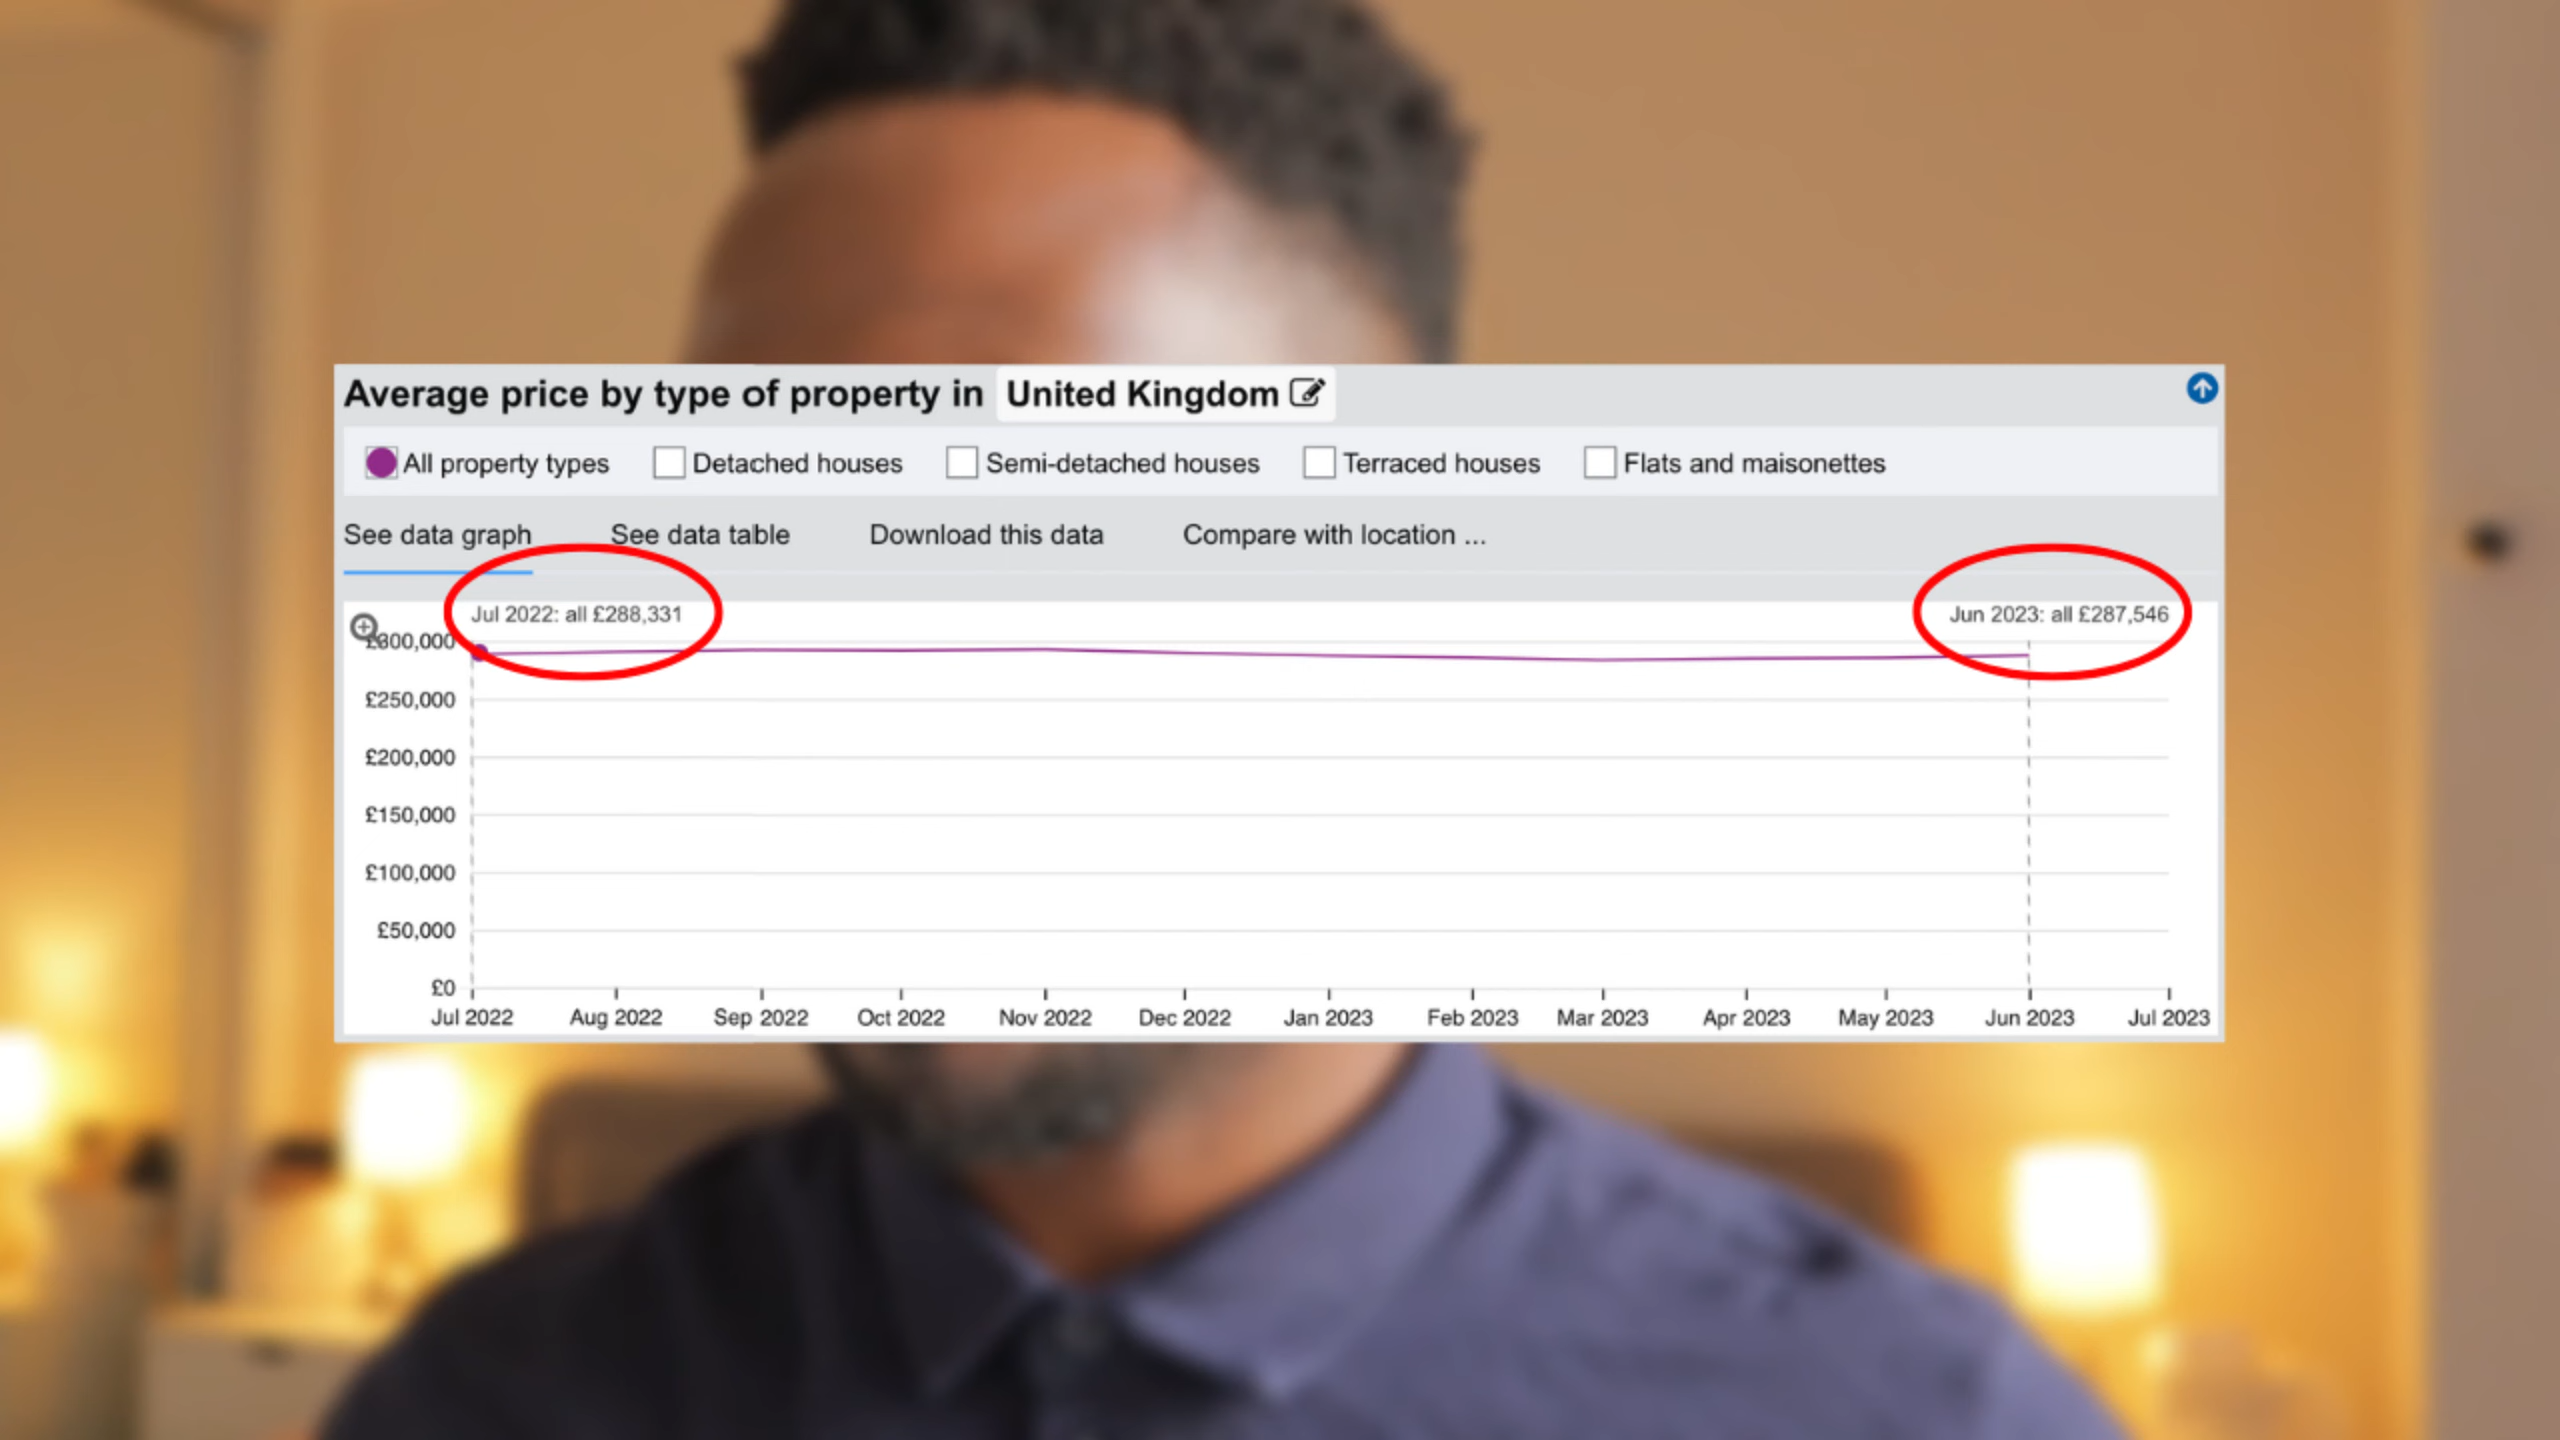 Average price by type of property in United Kingdom
All property types Detached houses Semi-detached houses Terraced houses Flats and maisonettes
See data graph See data table Download this data Compare with location ...
Jul 2022: all £288,331 Jun 2023: all £287,546
£300,000
£250,000
£200,000
£150,000
£100,000
£50,000
£0
Jul 2022 Aug 2022 Sep 2022 Oct 2022 Nov 2022 Dec 2022 Jan 2023 Feb 2023 Mar 2023 Apr 2023 May 2023 Jun 2023 Jul 2023